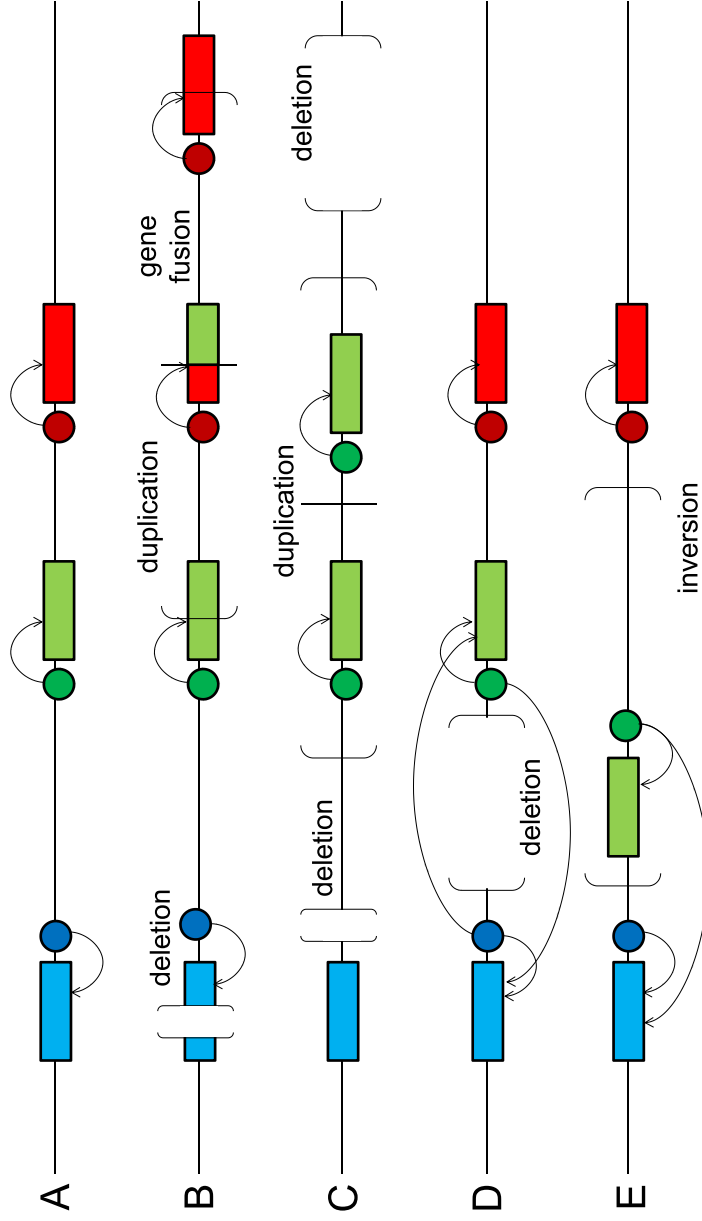 A
B
deletion
duplication
gene
fusion
C
deletion
duplication
deletion
D
deletion
E
inversion